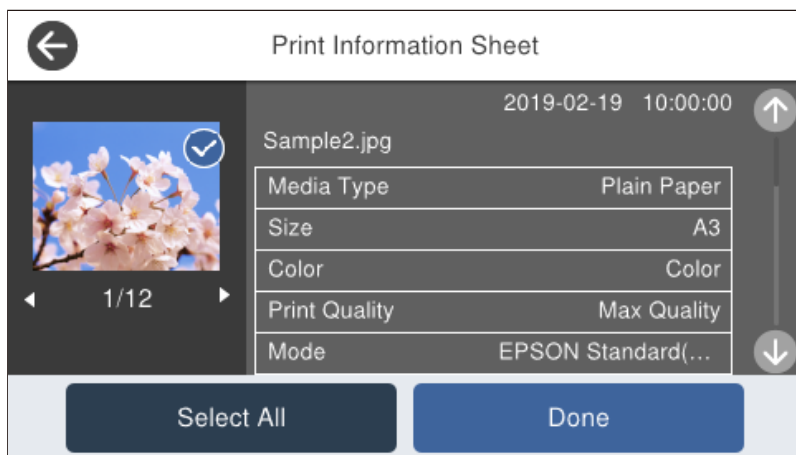 Print Information Sheet
2019-02-19 10:00:00
Sample2.jpg
Media Type Plain Paper
Size A3
Color Color
Print Quality Max Quality
Mode EPSON Standard(...
1/12
Select All Done